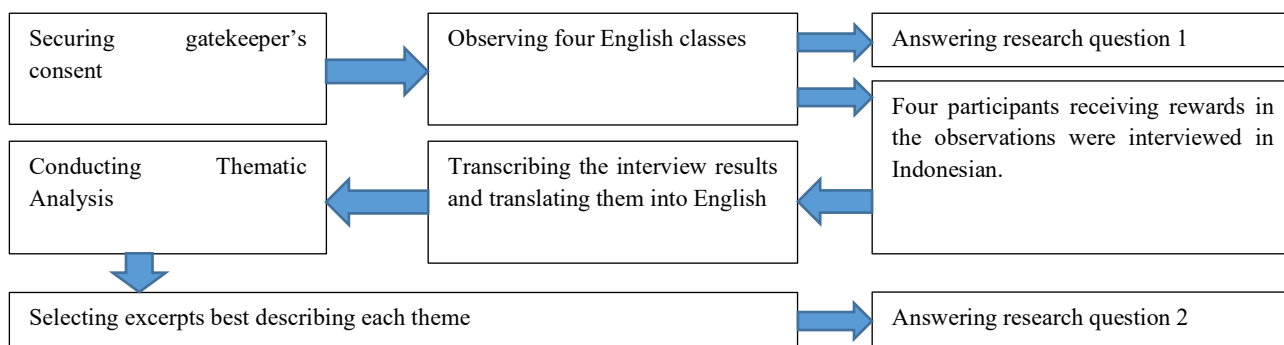 Securing gatekeeper's
consent
Observing four English classes
Answering research question 1
Four participants receiving rewards in
the observations were interviewed in
Indonesian.
Transcribing the interview results
and translating them into English
Conducting Thematic
Analysis
Selecting excerpts best describing each theme
Answering research question 2